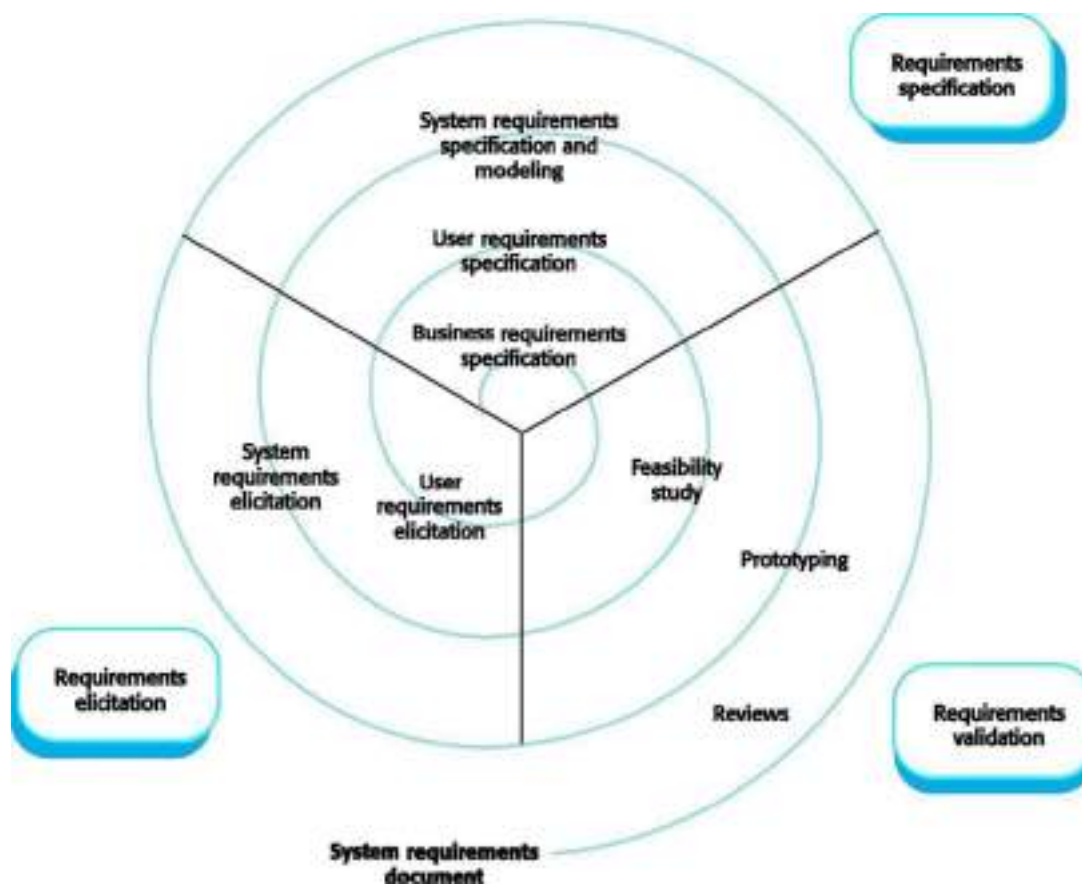 Requirements
specification
System requirements
specification and
modeling
User requirements
specification
Business requirements
specification
System
requirements
elicitation
User
requirements
elicitation
Feasibility
study
Prototyping
Reviews
Requirements
elicitation
Requirements
validation
System requirements
document